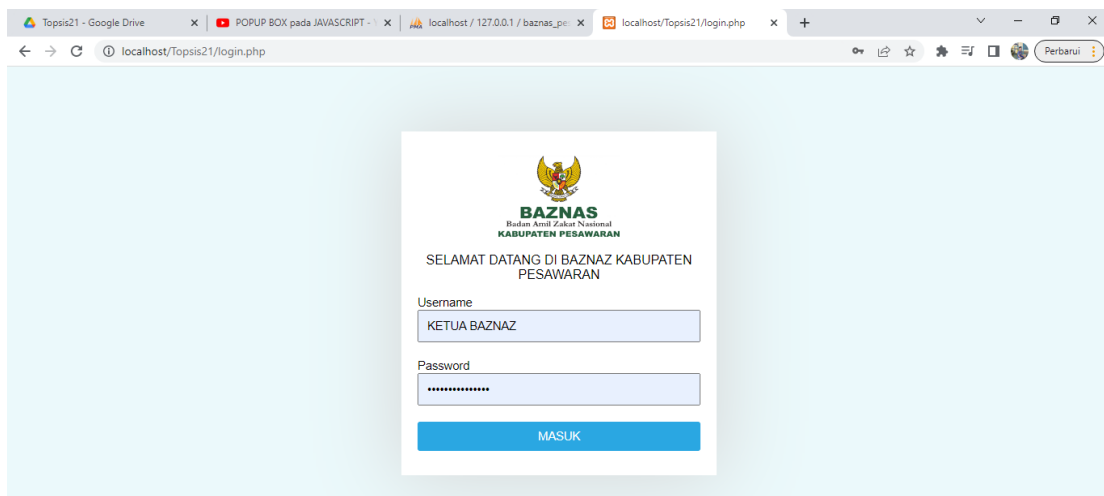 Topsis21 - Google Drive
POPUP BOX pada JAVASCRIPT -
localhost / 127.0.0.1 / baznas_pe
localhost/Topsis21/login.php
localhost/Topsis21/login.php
Perbarui
BAZNAS
Badan Amil Zakat Nasional
KABUPATEN PESAWARAN
SELAMAT DATANG DI BAZNAZ KABUPATEN
PESAWARAN
Username
KETUA BAZNAZ
Password
•••••••••••••••
MASUK